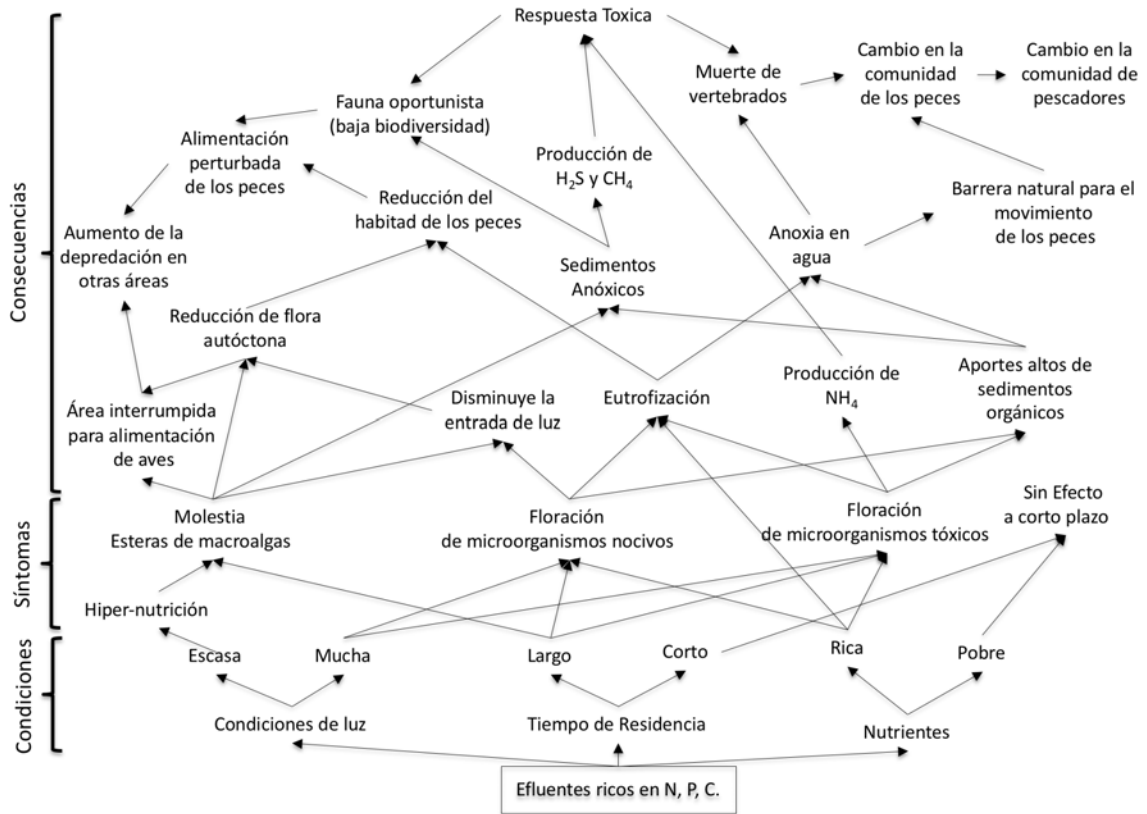 Consecuencias
Respuesta Toxica
Cambio en la
comunidad
de los peces
Cambio en la
comunidad de
pescadores
Muerte de
vertebrados
Fauna oportunista
(baja biodiversidad)
Alimentación
perturbada
de los peces
Producción de
H₂S y CH₄
Barrera natural para el
movimiento
de los peces
Reducción del
habitad de los peces
Aumento de la
depredación en
otras áreas
Anoxia en
agua
Sedimentos
Anóxicos
Reducción de flora
autóctona
Aportes altos de
sedimentos
orgánicos
Producción de
NH₄
Disminuye la
entrada de luz
Eutrofización
Área interrumpida
para alimentación
de aves
Síntomas
Molestia
Esteras de macroalgas
Floración
de microorganismos nocivos
Floración
de microorganismos tóxicos
Sin Efecto
a corto plazo
Hiper-nutrición
Condiciones
Escasa
Mucha
Largo
Corto
Rica
Pobre
Condiciones de luz
Tiempo de Residencia
Nutrientes
Efluentes ricos en N, P, C.